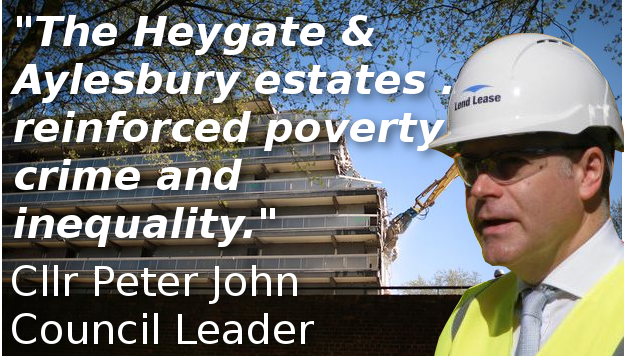 "The Heygate &
Aylesbury estates .
reinforced poverty
crime and
inequality."
Cllr Peter John
Council Leader
Lend Lease